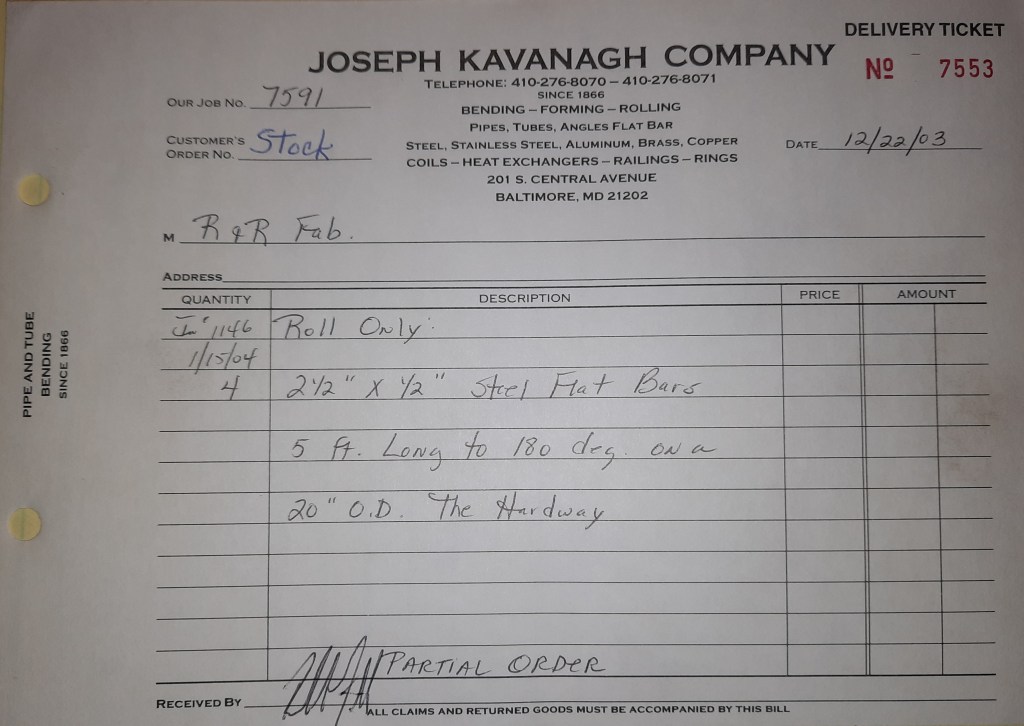 DELIVERY TICKET
JOSEPH KAVANAGH COMPANY
Nº 7553
TELEPHONE: 410-276-8070 – 410-276-8071
SINCE 1866
OUR JOB NO. 7591
BENDING – FORMING – ROLLING
PIPES, TUBES, ANGLES FLAT BAR
CUSTOMER'S ORDER NO. Stock
STEEL, STAINLESS STEEL, ALUMINUM, BRASS, COPPER
DATE 12/22/03
COILS – HEAT EXCHANGERS – RAILINGS – RINGS
201 S. CENTRAL AVENUE
BALTIMORE, MD 21202
M R & R Fab.
ADDRESS
QUANTITY DESCRIPTION PRICE AMOUNT
1146 Roll Only:
1/15/04
4 2 1/2" X 1/2" Steel Flat Bars
5 ft. Long to 180 deg. on a
20" O.D. The Hardway
PARTIAL ORDER
RECEIVED BY
ALL CLAIMS AND RETURNED GOODS MUST BE ACCOMPANIED BY THIS BILL
PIPE AND TUBE
BENDING
SINCE 1866